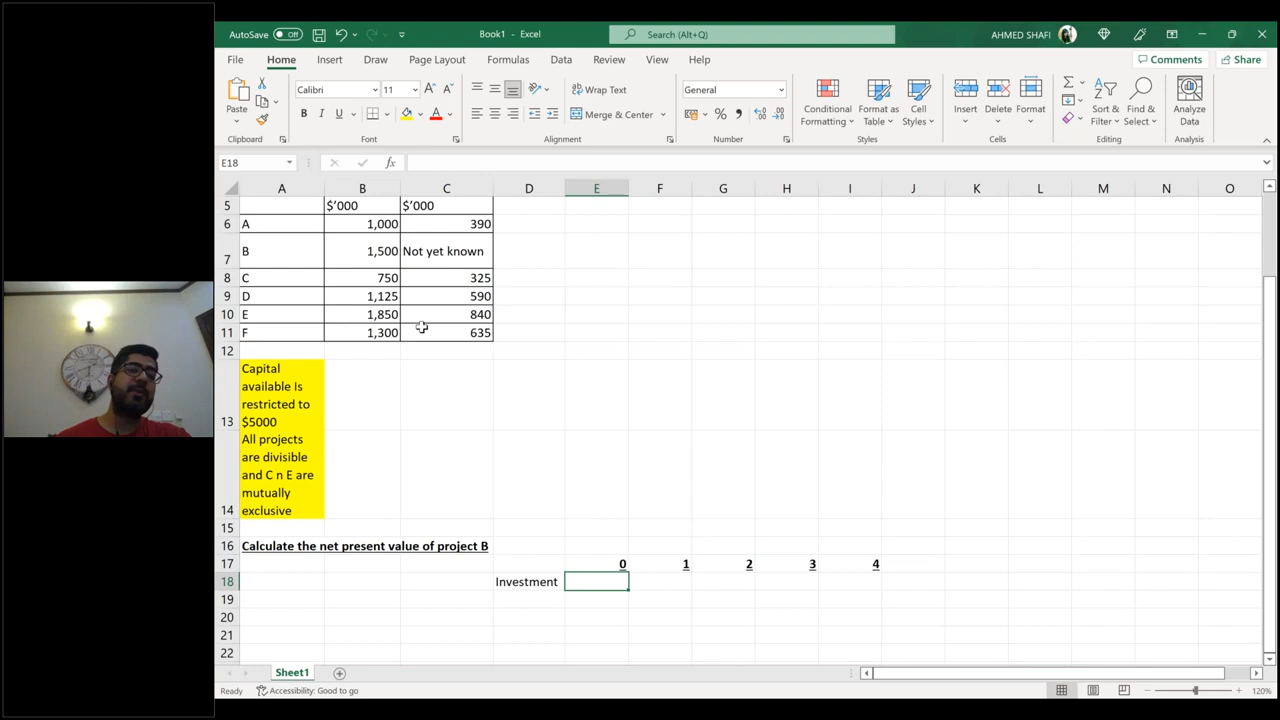 AutoSave Off Book1 - Excel Search (Alt+Q) AHMED SHAFI
File Home Insert Draw Page Layout Formulas Data Review View Help Comments Share
Paste Calibri 11 A A Wrap Text General Conditional Formatting Format as Table Cell Styles Insert Delete Format Sort & Filter Find & Select Analyze Data
B I U A Merge & Center $ % ,
Clipboard Font Alignment Number Styles Cells Editing Analysis
E18 fx
A B C D E F G H I J K L M N O
5 $'000 $'000
6 A 1,000 390
7 B 1,500 Not yet known
8 C 750 325
9 D 1,125 590
10 E 1,850 840
11 F 1,300 635
12
Capital
available Is
restricted to
13 $5000
All projects
are divisible
and C n E are
mutually
14 exclusive
15
16 Calculate the net present value of project B
17 0 1 2 3 4
18 Investment
19
20
21
22
Sheet1
Ready Accessibility: Good to go 120%